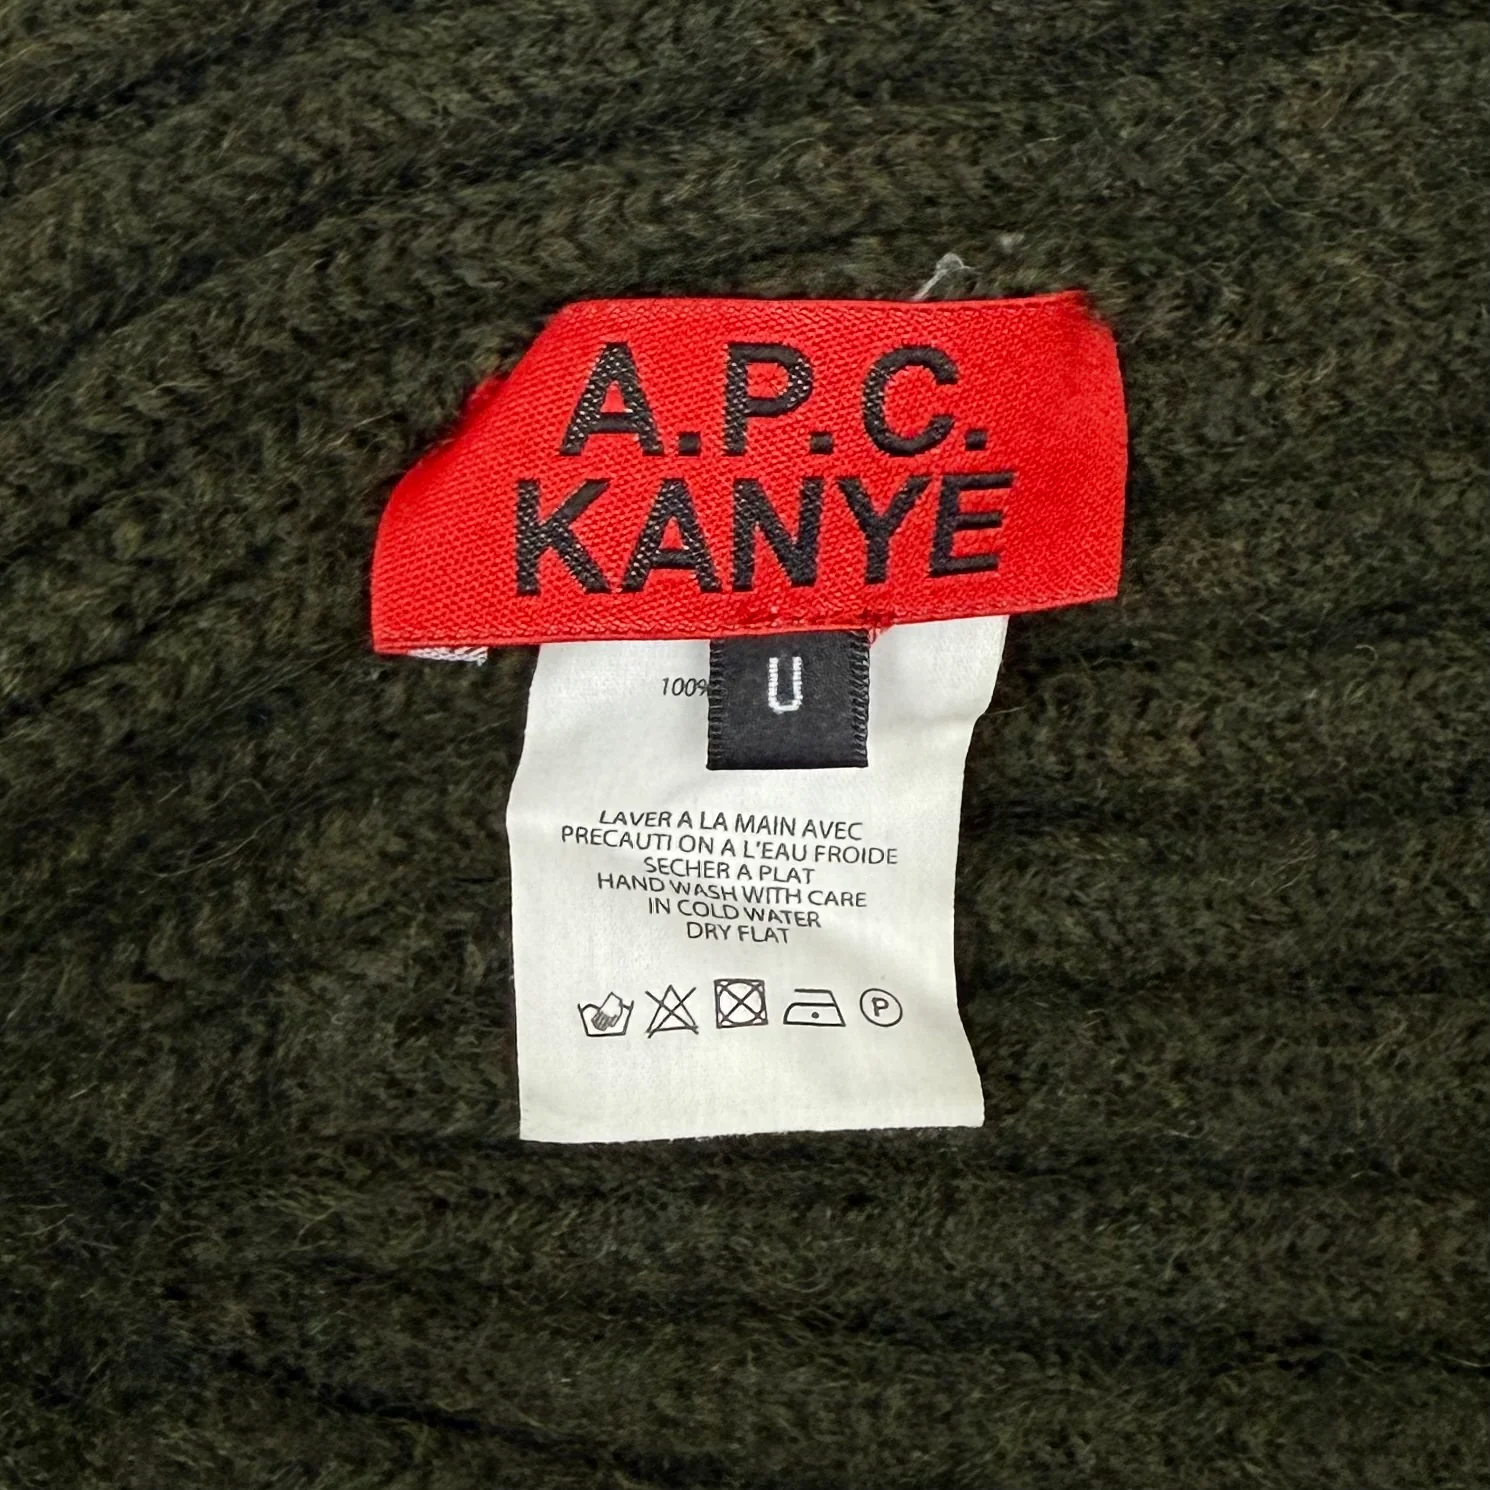 A.P.C.
KANYE
U
100%
LAVER A LA MAIN AVEC
PRECAUTI ON A L'EAU FROIDE
SECHER A PLAT
HAND WASH WITH CARE
IN COLD WATER
DRY FLAT
P